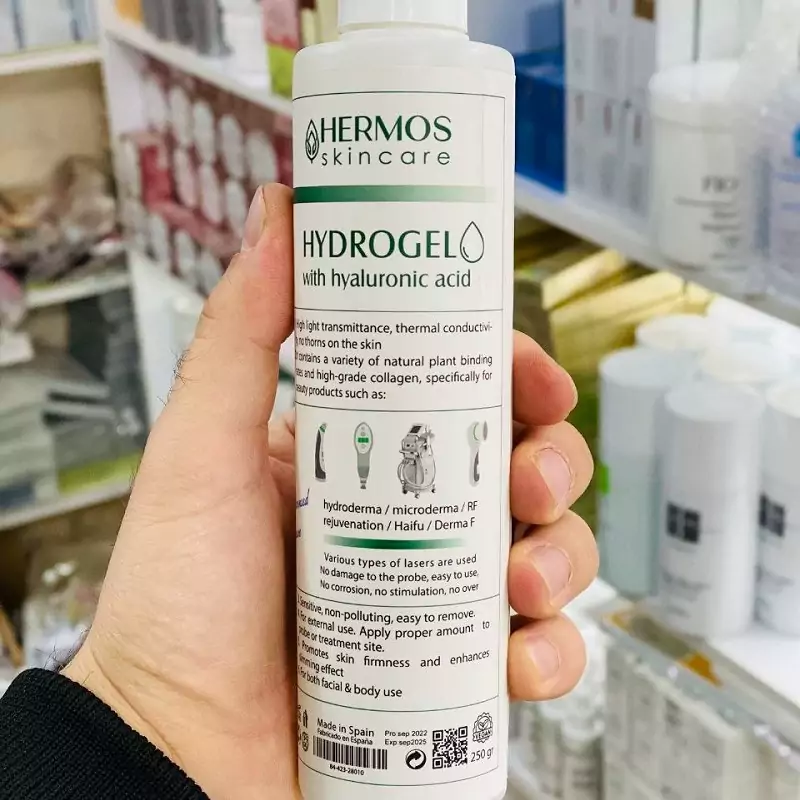 HERMOS
skincare
HYDROGEL
with hyaluronic acid
High light transmittance, thermal conductivi-
no thorns on the skin
contains a variety of natural plant binding
and high-grade collagen, specifically for
beauty products such as:
hydroderma / microderma / RF
rejuvenation / Haifu / Derma F
Various types of lasers are used
No damage to the probe, easy to use,
No corrosion, no stimulation, no over
Sensitive, non-polluting, easy to remove.
For external use. Apply proper amount to
probe or treatment site.
Promotes skin firmness and enhances
effect
For both facial & body use
Made in Spain
Fabricado en España
Pro sep 2022
Exp sep2025
84-423-28010
VEGAN
250 gr